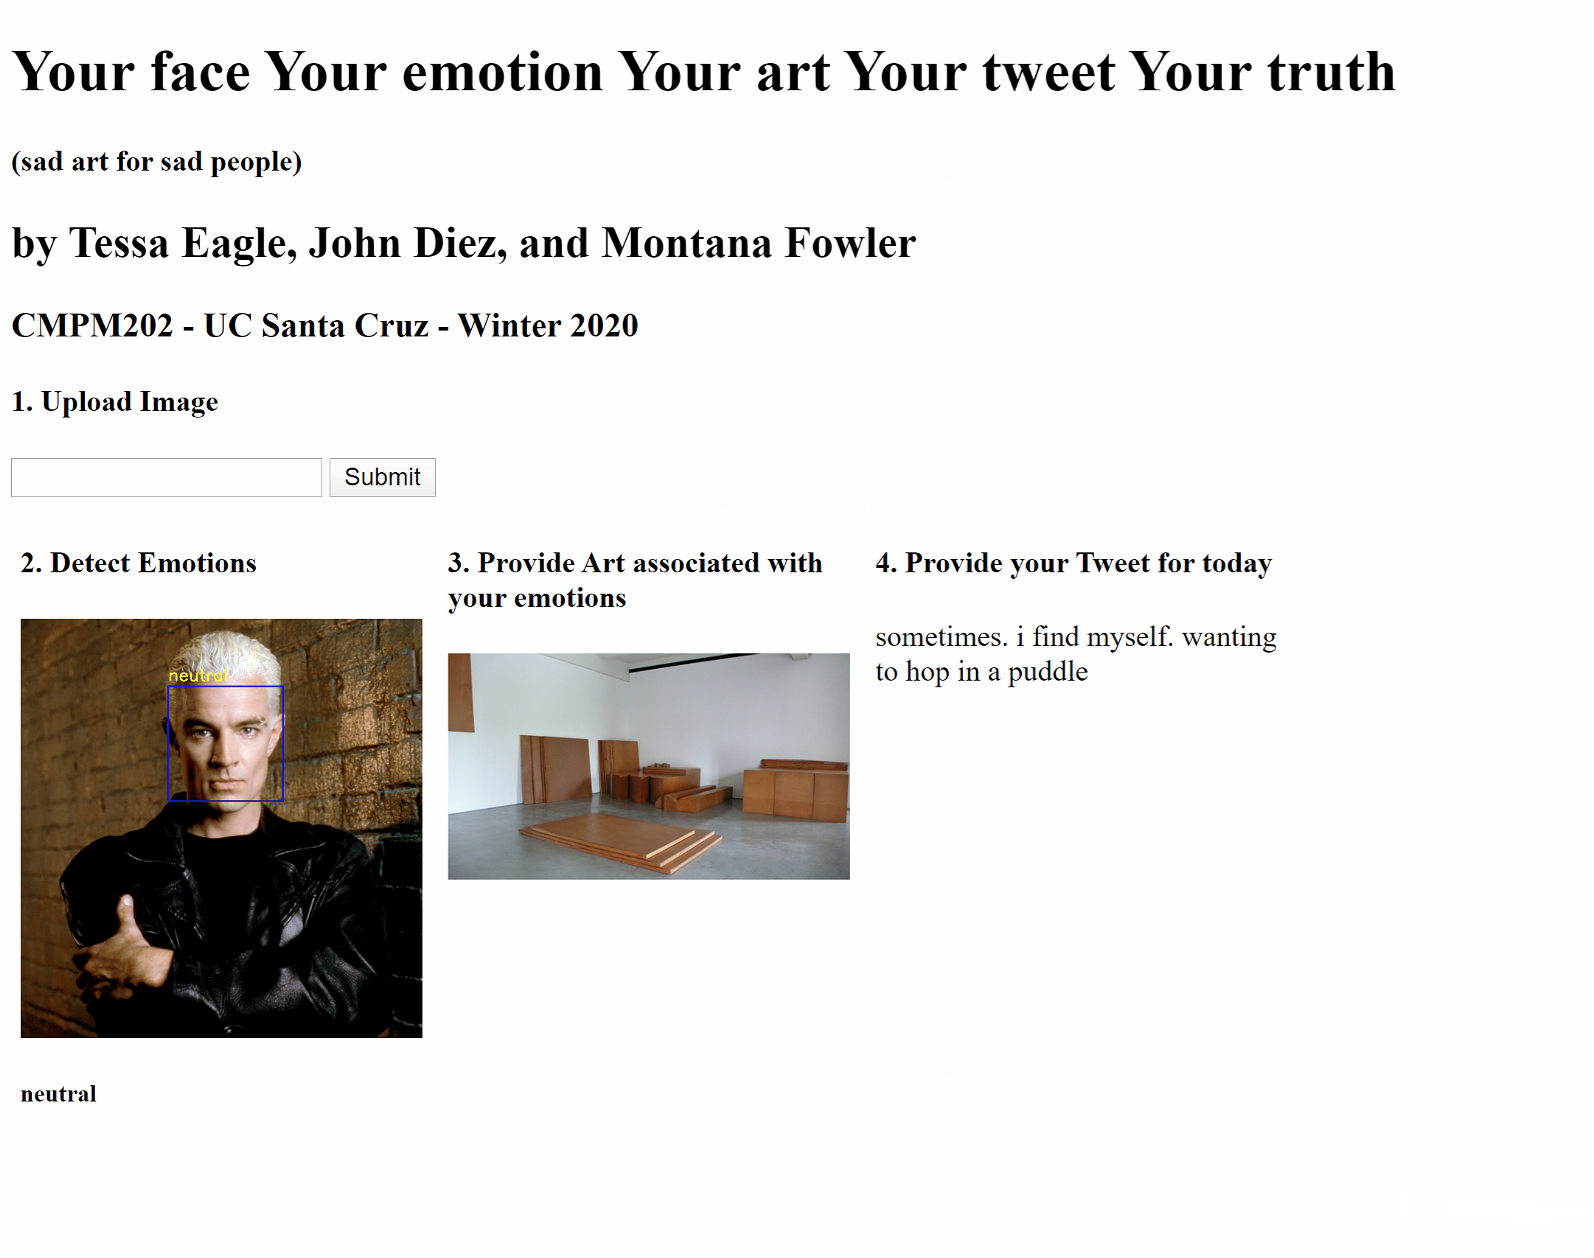 Your face Your emotion Your art Your tweet Your truth
(sad art for sad people)
by Tessa Eagle, John Diez, and Montana Fowler
CMPM202 - UC Santa Cruz - Winter 2020
1. Upload Image
Submit
2. Detect Emotions
neutral
neutral
3. Provide Art associated with
your emotions
4. Provide your Tweet for today
sometimes. i find myself. wanting
to hop in a puddle